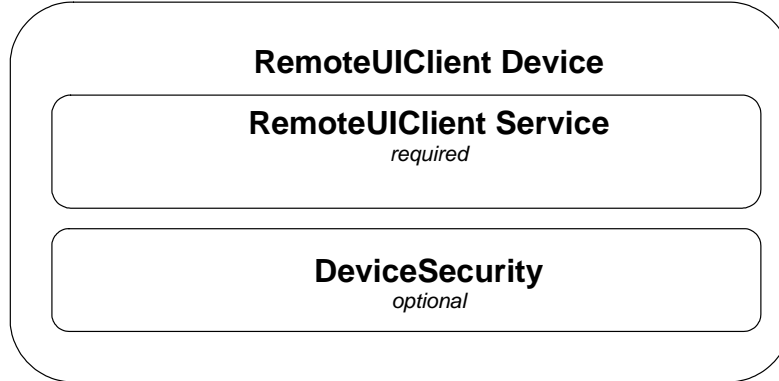 RemoteUIClient Device
RemoteUIClient Service
required
DeviceSecurity
optional